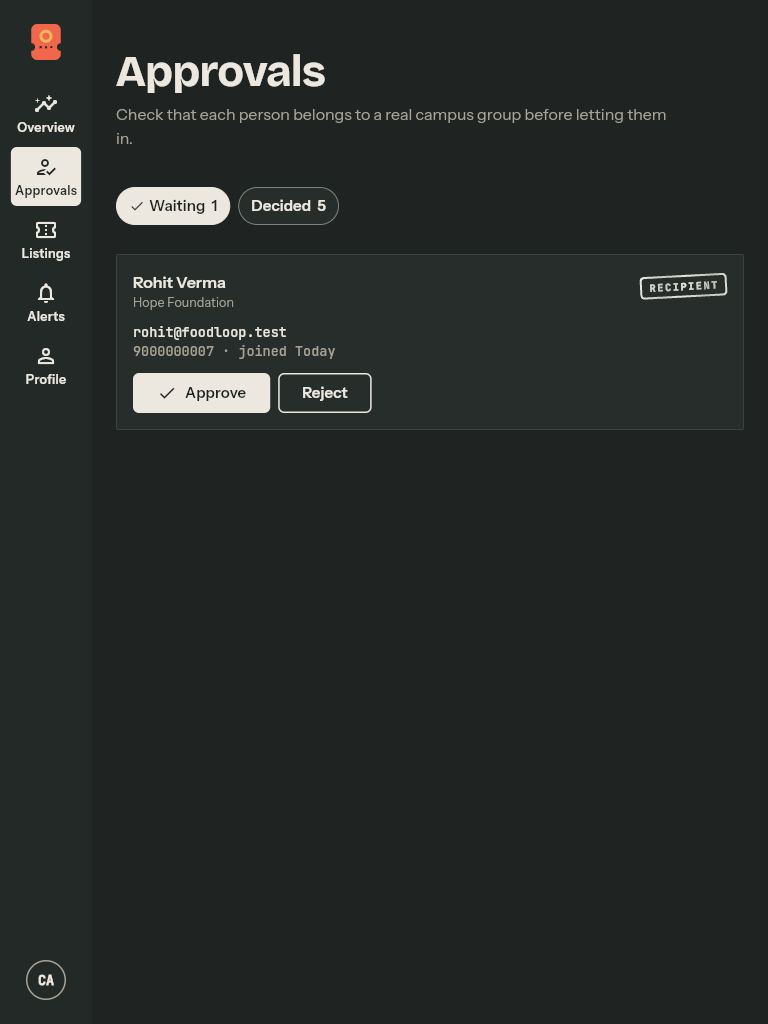 Approvals
Check that each person belongs to a real campus group before letting them
in.
Overview
Approvals
Listings
Alerts
Profile
Waiting 1
Decided 5
Rohit Verma
RECIPIENT
Hope Foundation
rohit@foodloop.test
9000000007 · joined Today
Approve
Reject
CA